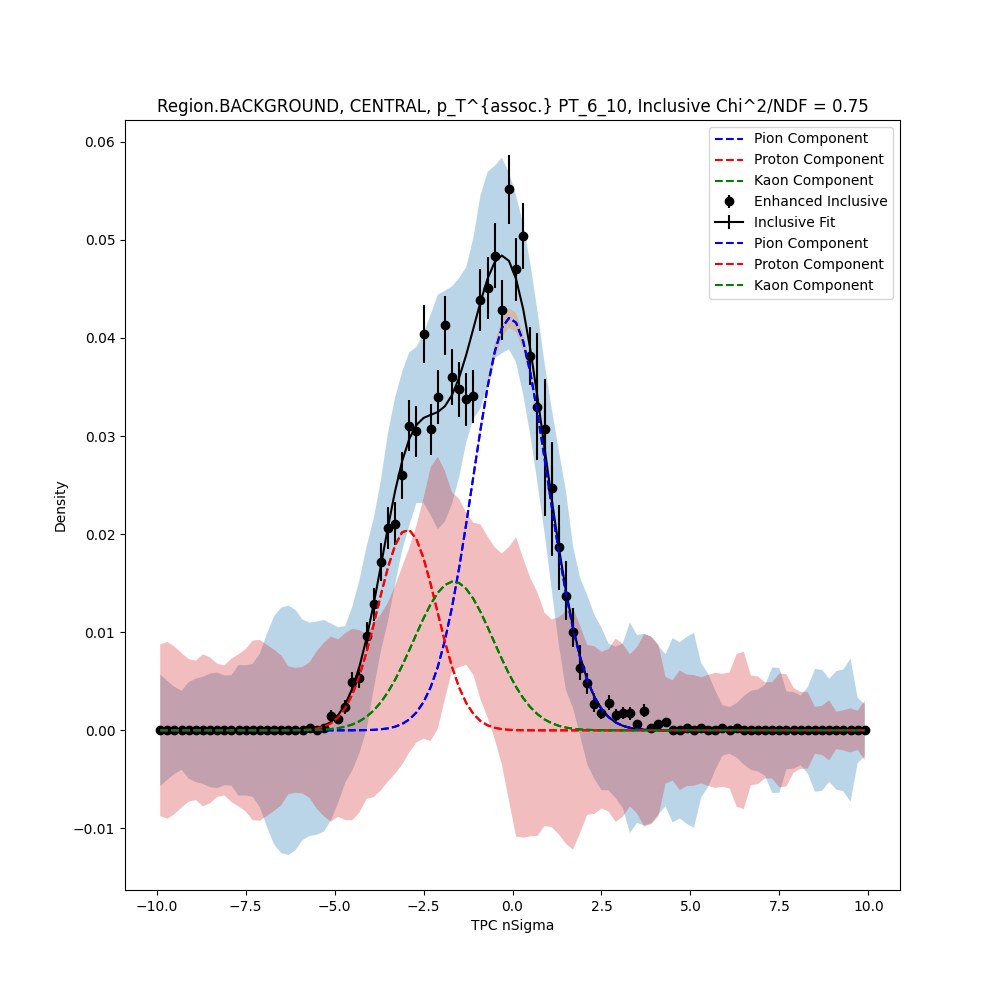 Region.BACKGROUND, CENTRAL, p_T^{assoc.} PT_6_10, Inclusive Chi^2/NDF = 0.75
Pion Component
Proton Component
Kaon Component
Enhanced Inclusive
Inclusive Fit
Pion Component
Proton Component
Kaon Component
0.06
0.05
0.04
0.03
0.02
0.01
0.00
−0.01
Density
−10.0 −7.5 −5.0 −2.5 0.0 2.5 5.0 7.5 10.0
TPC nSigma